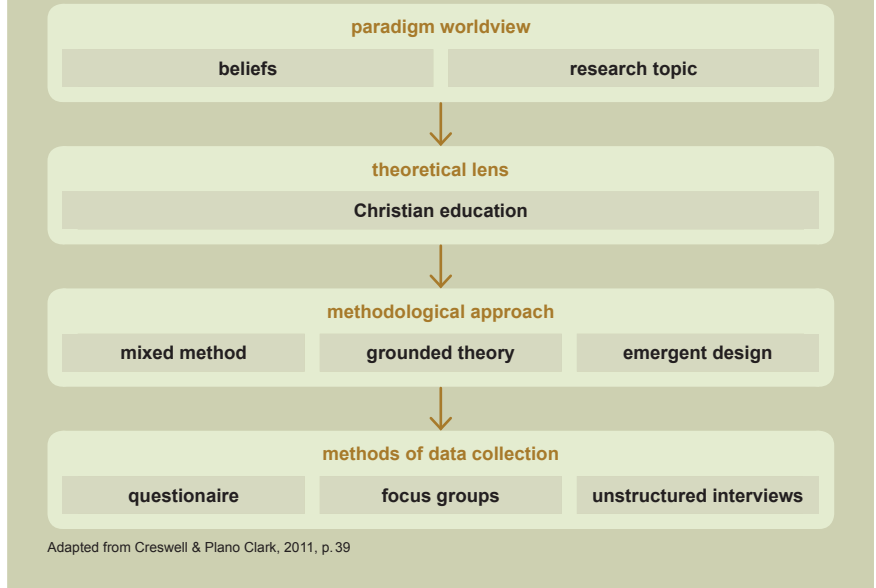 paradigm worldview
beliefs research topic
theoretical lens
Christian education
methodological approach
mixed method grounded theory emergent design
methods of data collection
questionaire focus groups unstructured interviews
Adapted from Creswell & Plano Clark, 2011, p. 39